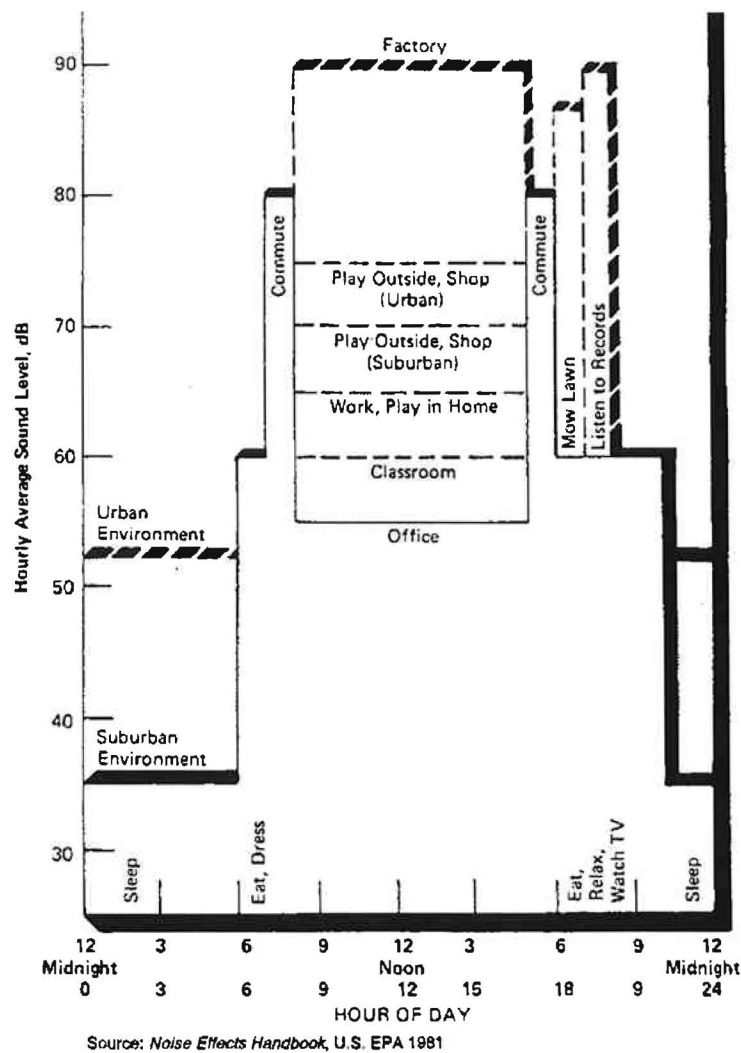 Hourly Average Sound Level, dB
90
80
70
60
50
40
30
Factory
Commute
Play Outside, Shop
(Urban)
Play Outside, Shop
(Suburban)
Work, Play in Home
Classroom
Office
Commute
Mow Lawn
Listen to Records
Urban
Environment
Suburban
Environment
Sleep
Eat, Dress
Eat,
Relax,
Watch TV
Sleep
12 3 6 9 12 3 6 9 12
Midnight Noon Midnight
0 3 6 9 12 15 18 9 24
HOUR OF DAY
Source: Noise Effects Handbook, U.S. EPA 1981